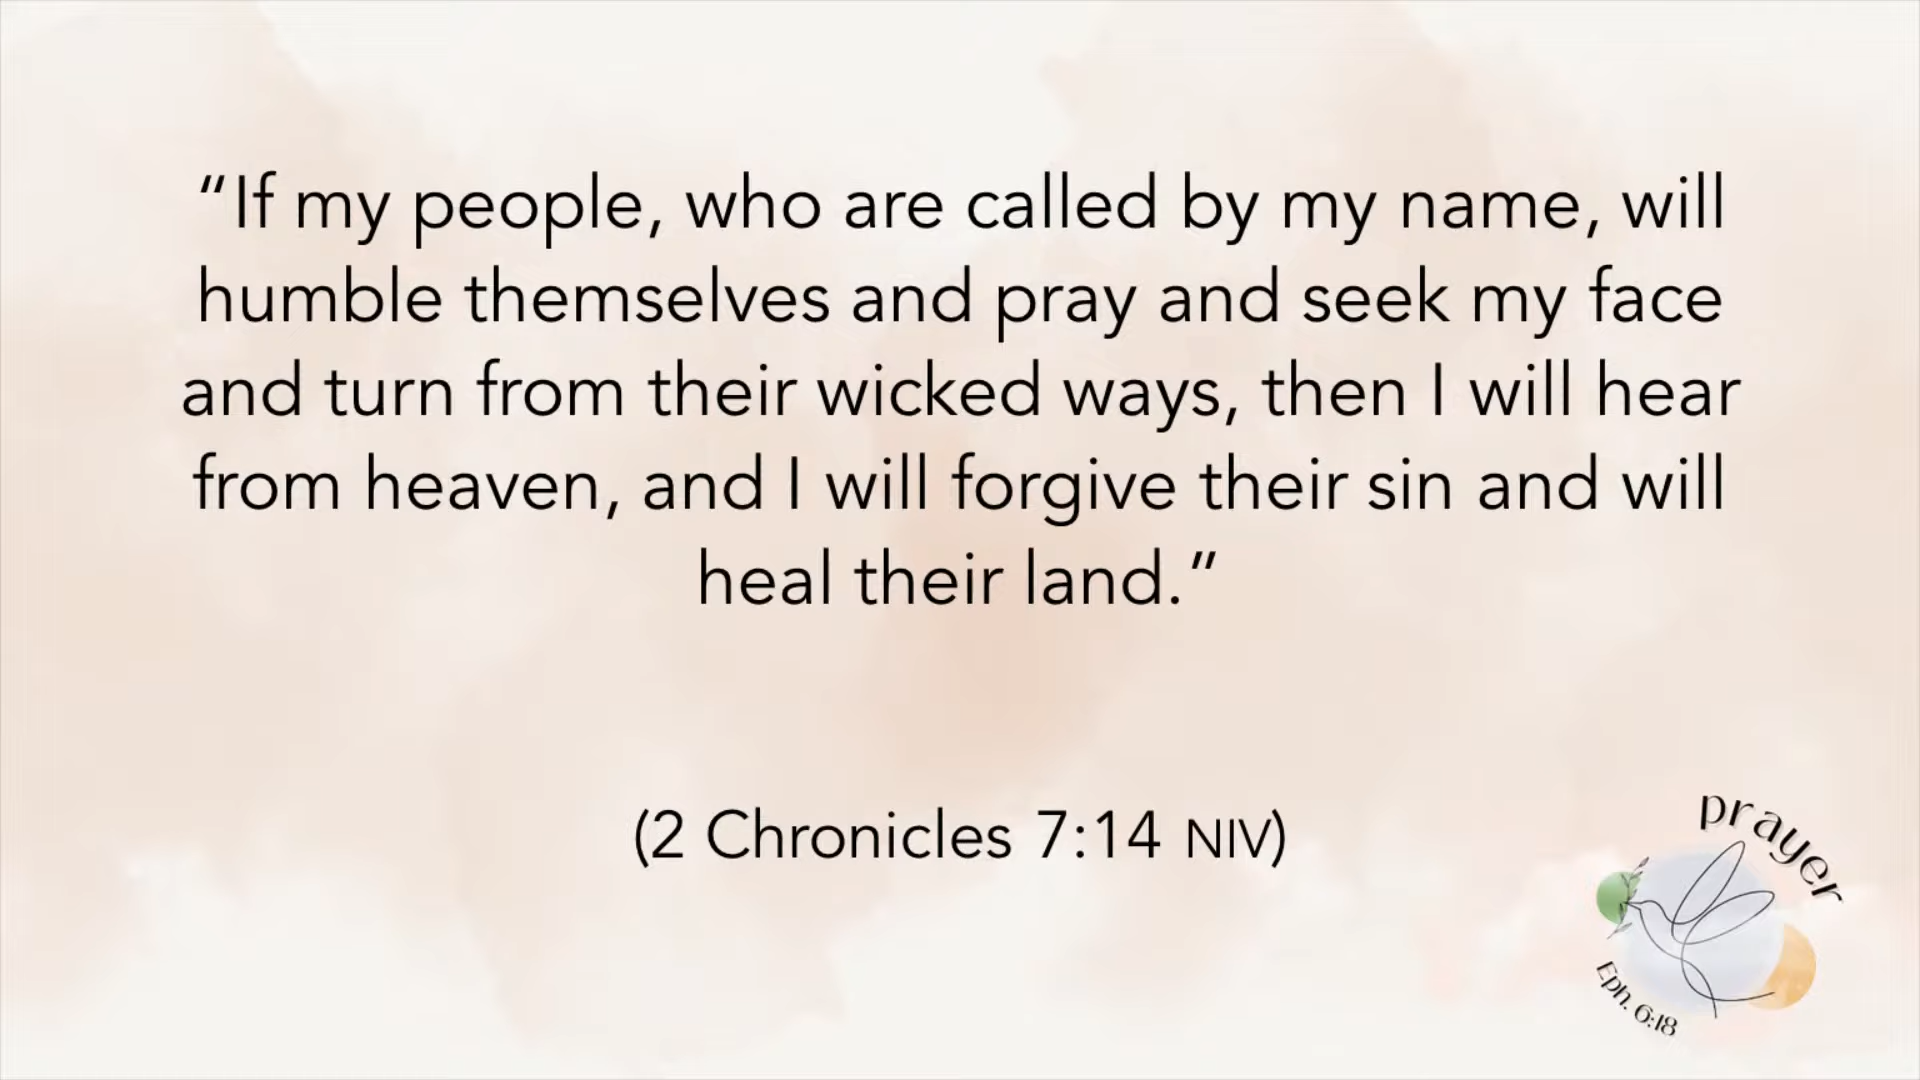 “If my people, who are called by my name, will
humble themselves and pray and seek my face
and turn from their wicked ways, then I will hear
from heaven, and I will forgive their sin and will
heal their land.”
(2 Chronicles 7:14 NIV)
prayer
Eph. 6:18